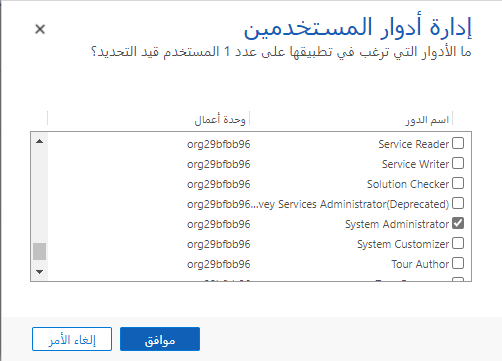 إدارة أدوار المستخدمين
ما الأدوار التي ترغب في تطبيقها على عدد 1 المستخدم قيد التحديد؟
اسم الدور وحدة أعمال
Service Reader org29bfbb96
Service Writer org29bfbb96
Solution Checker org29bfbb96
...vey Services Administrator(Deprecated) org29bfbb96
System Administrator org29bfbb96
System Customizer org29bfbb96
Tour Author org29bfbb96
موافق إلغاء الأمر